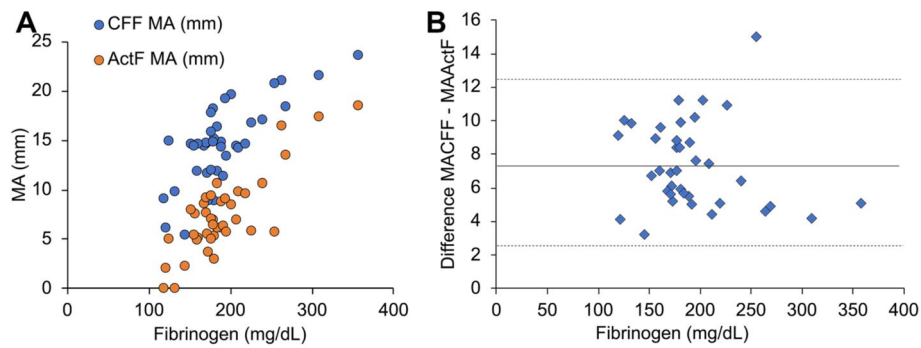 A
CFF MA (mm)
ActF MA (mm)
25
20
15
10
5
0
MA (mm)
0 100 200 300 400
Fibrinogen (mg/dL)
B
16
14
12
10
8
6
4
2
0
Difference MACFF - MAActF
0 50 100 150 200 250 300 350 400
Fibrinogen (mg/dL)